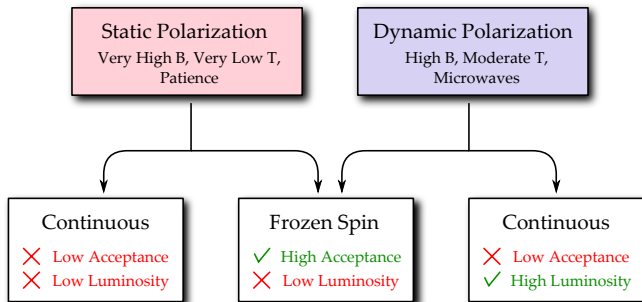 Static Polarization
Very High B, Very Low T,
Patience
Dynamic Polarization
High B, Moderate T,
Microwaves
Continuous
Low Acceptance
Low Luminosity
Frozen Spin
High Acceptance
Low Luminosity
Continuous
Low Acceptance
High Luminosity